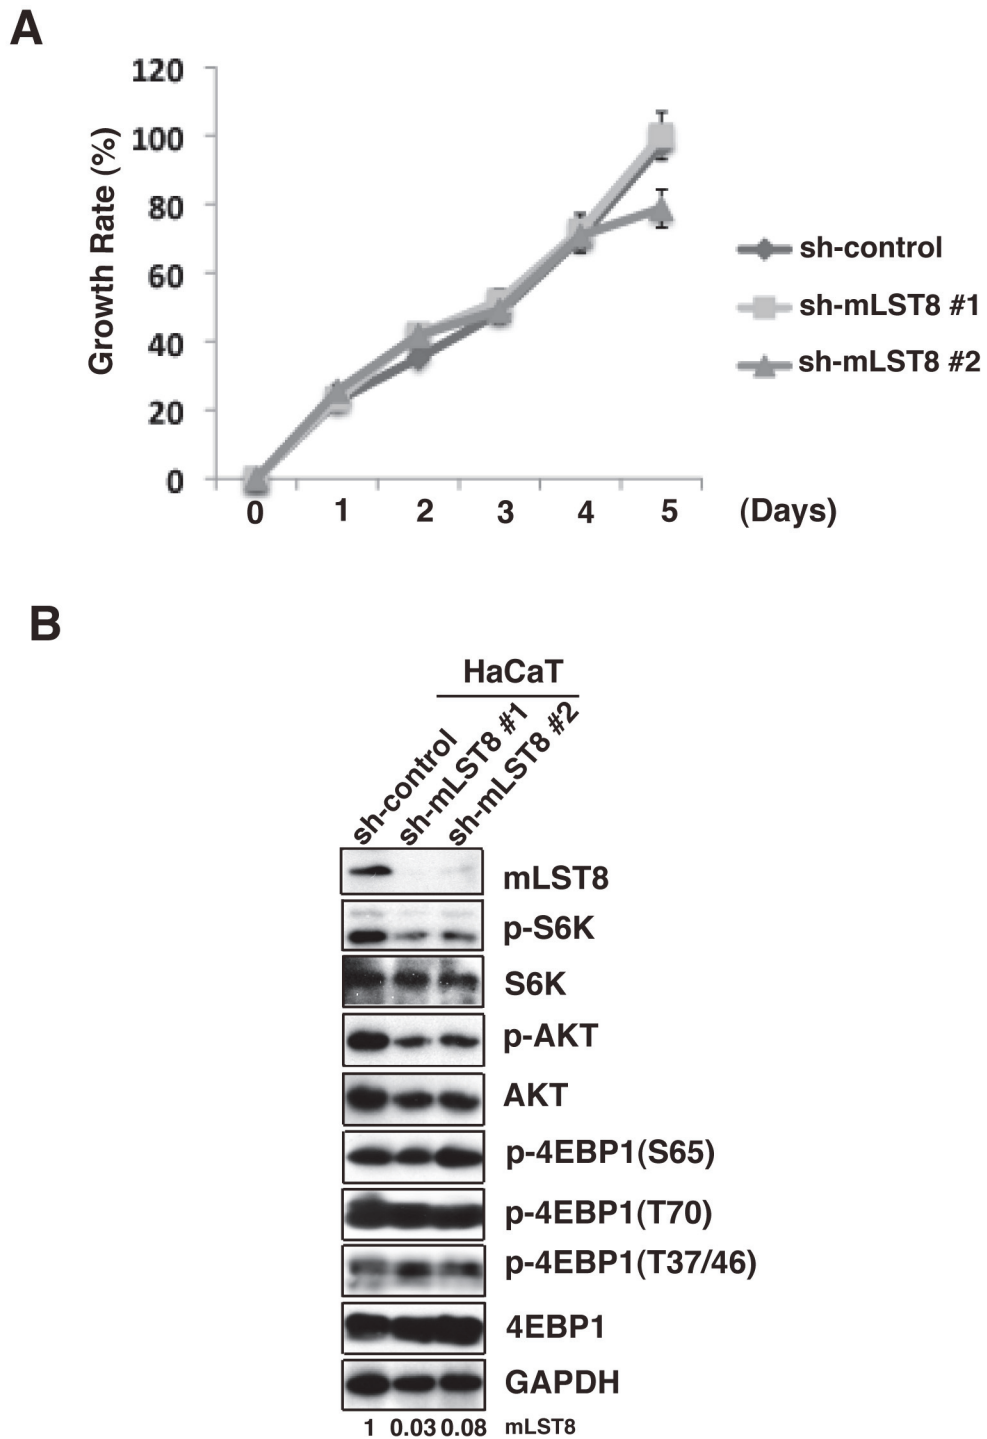 A
120
100
80
60
40
20
0
Growth Rate (%)
0 1 2 3 4 5 (Days)
sh-control
sh-mLST8 #1
sh-mLST8 #2
B
HaCaT
sh-control
sh-mLST8 #1
sh-mLST8 #2
mLST8
p-S6K
S6K
p-AKT
AKT
p-4EBP1(S65)
p-4EBP1(T70)
p-4EBP1(T37/46)
4EBP1
GAPDH
1 0.03 0.08 mLST8